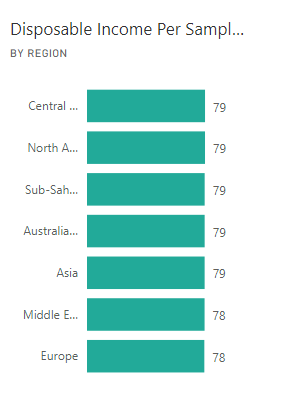 Disposable Income Per Sampl...
BY REGION
Central ... 79
North A... 79
Sub-Sah... 79
Australia... 79
Asia 79
Middle E... 78
Europe 78